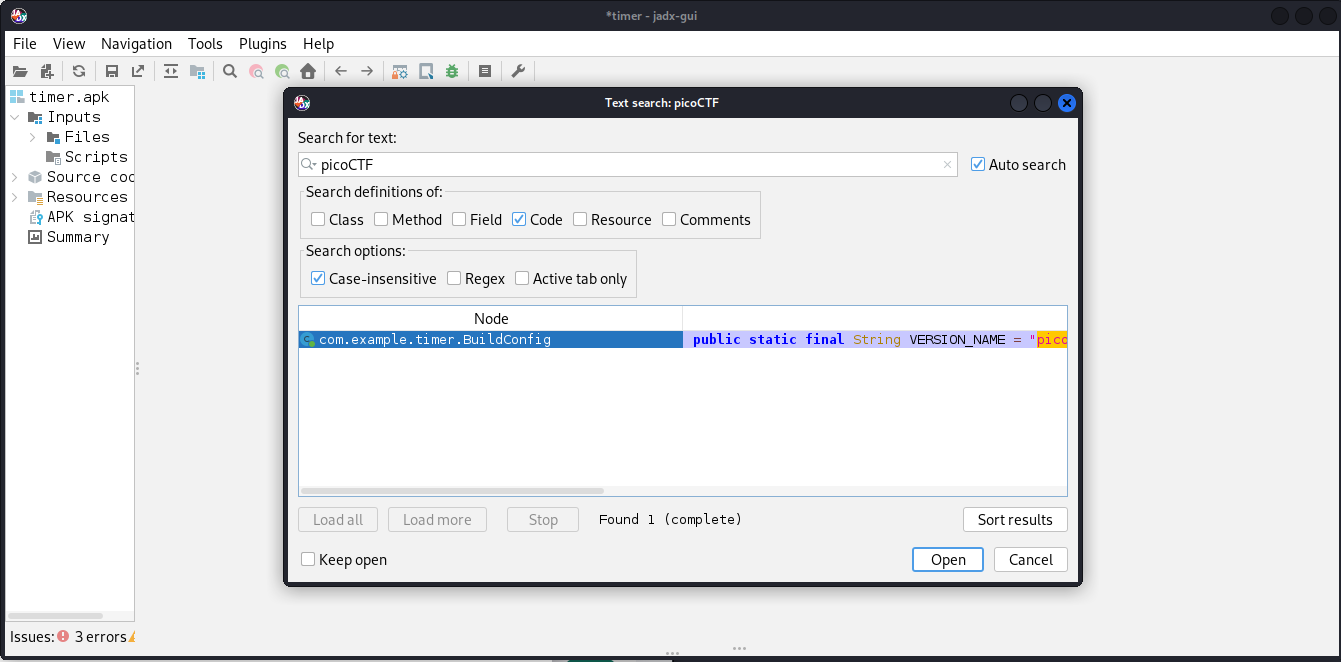 *timer - jadx-gui
File View Navigation Tools Plugins Help
timer.apk
Inputs
Files
Scripts
Source coc
Resources
APK signat
Summary
Text search: picoCTF
Search for text:
picoCTF
Auto search
Search definitions of:
Class Method Field Code Resource Comments
Search options:
Case-insensitive Regex Active tab only
Node
com.example.timer.BuildConfig public static final String VERSION_NAME = "picc
Load all Load more Stop Found 1 (complete) Sort results
Keep open Open Cancel
Issues: 3 errors